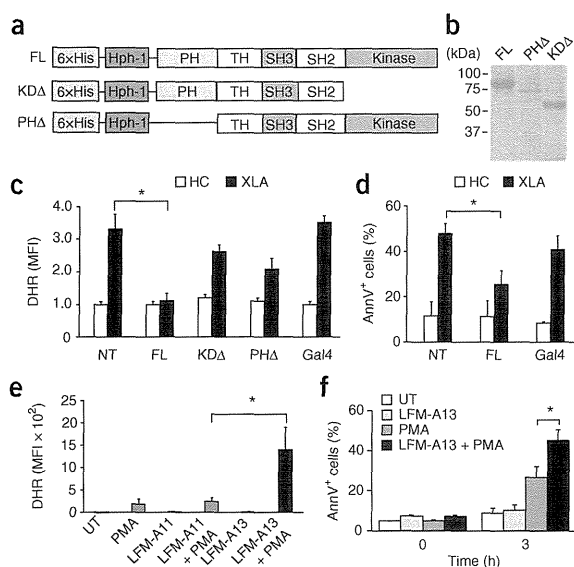 a
FL 6×His Hph-1 PH TH SH3 SH2 Kinase
KDΔ 6×His Hph-1 PH TH SH3 SH2
PHΔ 6×His Hph-1 TH SH3 SH2 Kinase
b
(kDa) FL PHΔ KDΔ
100
75
50
37
c
HC XLA
*
DHR (MFI)
4.0
3.0
2.0
1.0
0
NT FL KDΔ PHΔ Gal4
d
HC XLA
*
AnnV+ cells (%)
60
40
20
0
NT FL Gal4
e
*
DHR (MFI × 10²)
25
15
10
5
0
UT
PMA
LFM-A11
LFM-A11 + PMA
LFM-A13
LFM-A13 + PMA
f
UT
LFM-A13
PMA
LFM-A13 + PMA
*
AnnV+ cells (%)
60
40
20
0
0 3
Time (h)